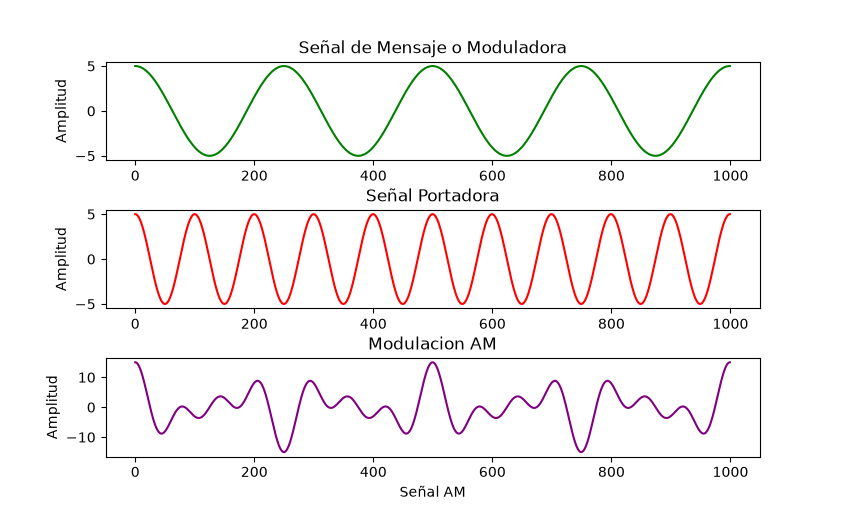 Señal de Mensaje o Moduladora
Amplitud
5
0
−5
0 200 400 600 800 1000
Señal Portadora
Amplitud
5
0
−5
0 200 400 600 800 1000
Modulacion AM
Amplitud
10
0
−10
0 200 400 600 800 1000
Señal AM